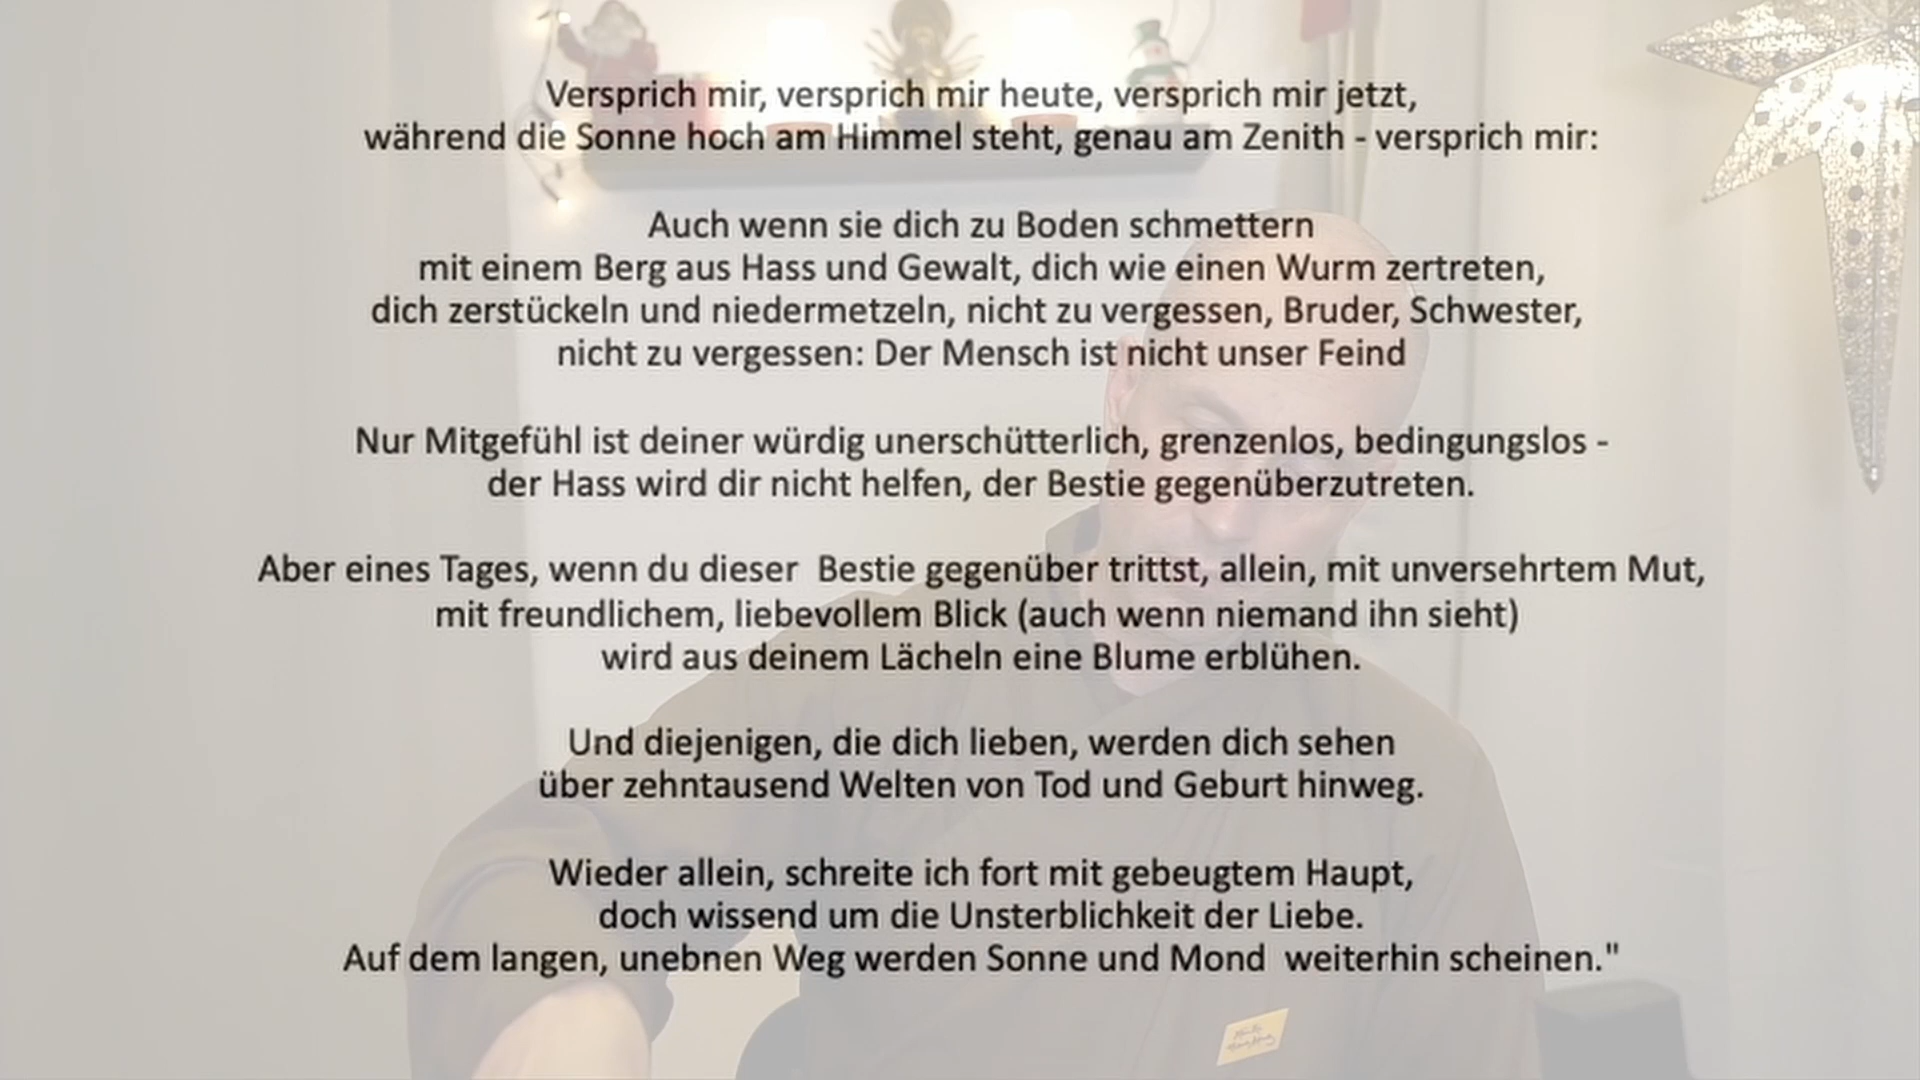 Versprich mir, versprich mir heute, versprich mir jetzt,
während die Sonne hoch am Himmel steht, genau am Zenith - versprich mir:
Auch wenn sie dich zu Boden schmettern
mit einem Berg aus Hass und Gewalt, dich wie einen Wurm zertreten,
dich zerstückeln und niedermetzeln, nicht zu vergessen, Bruder, Schwester,
nicht zu vergessen: Der Mensch ist nicht unser Feind
Nur Mitgefühl ist deiner würdig unerschütterlich, grenzenlos, bedingungslos -
der Hass wird dir nicht helfen, der Bestie gegenüberzutreten.
Aber eines Tages, wenn du dieser  Bestie gegenüber trittst, allein, mit unversehrtem Mut,
mit freundlichem, liebevollem Blick (auch wenn niemand ihn sieht)
wird aus deinem Lächeln eine Blume erblühen.
Und diejenigen, die dich lieben, werden dich sehen
über zehntausend Welten von Tod und Geburt hinweg.
Wieder allein, schreite ich fort mit gebeugtem Haupt,
doch wissend um die Unsterblichkeit der Liebe.
Auf dem langen, unebnen Weg werden Sonne und Mond  weiterhin scheinen."